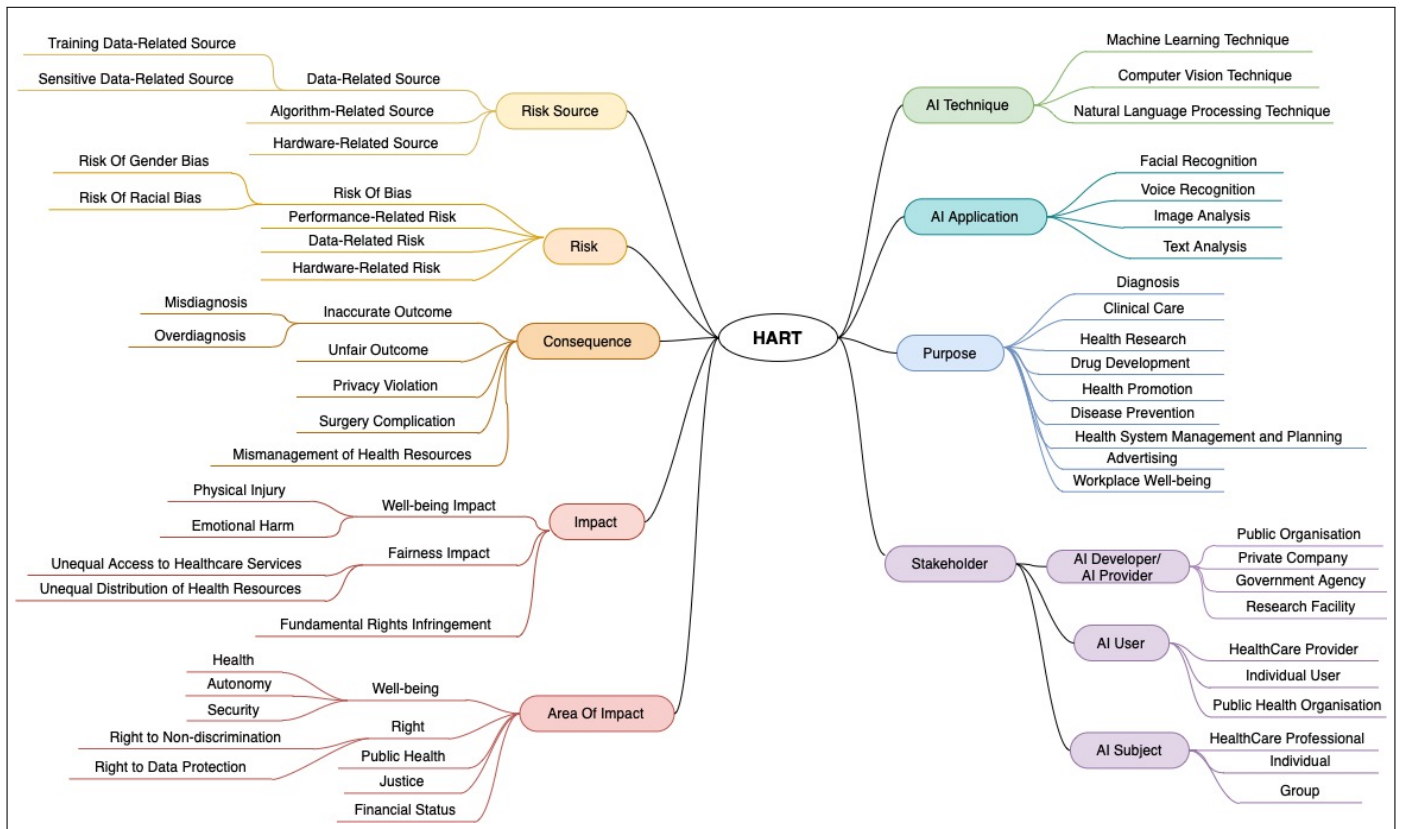 Training Data-Related Source
Sensitive Data-Related Source
Data-Related Source
Algorithm-Related Source
Hardware-Related Source
Risk Source
Risk Of Gender Bias
Risk Of Racial Bias
Risk Of Bias
Performance-Related Risk
Data-Related Risk
Hardware-Related Risk
Risk
Misdiagnosis
Overdiagnosis
Inaccurate Outcome
Unfair Outcome
Privacy Violation
Surgery Complication
Mismanagement of Health Resources
Consequence
Physical Injury
Emotional Harm
Well-being Impact
Unequal Access to Healthcare Services
Unequal Distribution of Health Resources
Fairness Impact
Fundamental Rights Infringement
Impact
Health
Autonomy
Security
Well-being
Right to Non-discrimination
Right to Data Protection
Right
Public Health
Justice
Financial Status
Area Of Impact
HART
AI Technique
Machine Learning Technique
Computer Vision Technique
Natural Language Processing Technique
AI Application
Facial Recognition
Voice Recognition
Image Analysis
Text Analysis
Purpose
Diagnosis
Clinical Care
Health Research
Drug Development
Health Promotion
Disease Prevention
Health System Management and Planning
Advertising
Workplace Well-being
Stakeholder
AI Developer/
AI Provider
Public Organisation
Private Company
Government Agency
Research Facility
AI User
HealthCare Provider
Individual User
Public Health Organisation
AI Subject
HealthCare Professional
Individual
Group